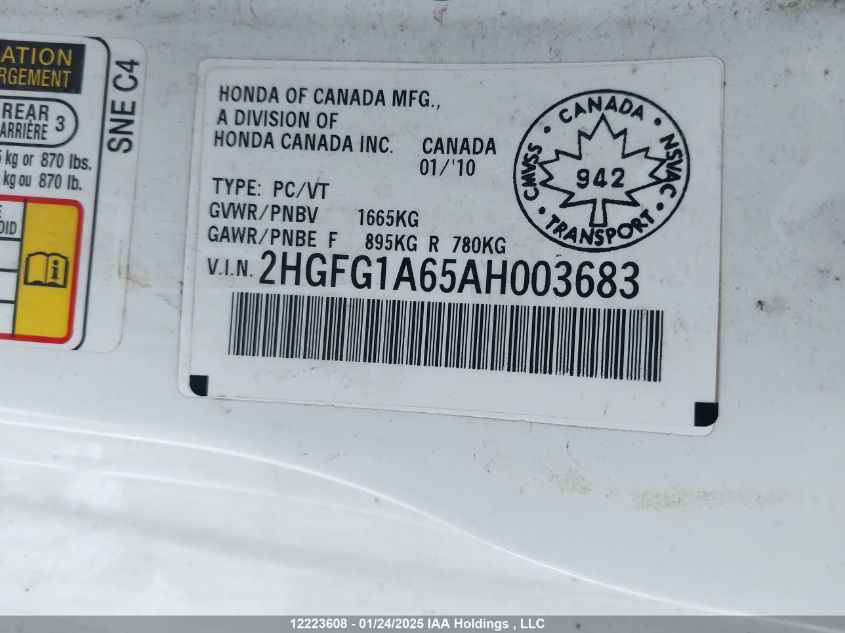 ATION
RGEMENT
REAR
ARRIÈRE 3
kg or 870 lbs.
kg ou 870 lb.
SNE C4
HONDA OF CANADA MFG.,
A DIVISION OF
HONDA CANADA INC. CANADA
01/'10
TYPE: PC/VT
GVWR/PNBV 1665KG
GAWR/PNBE F 895KG R 780KG
V.I.N. 2HGFG1A65AH003683
CANADA
CMVSS
942
NSVAC
TRANSPORT
12223608 - 01/24/2025 IAA Holdings , LLC